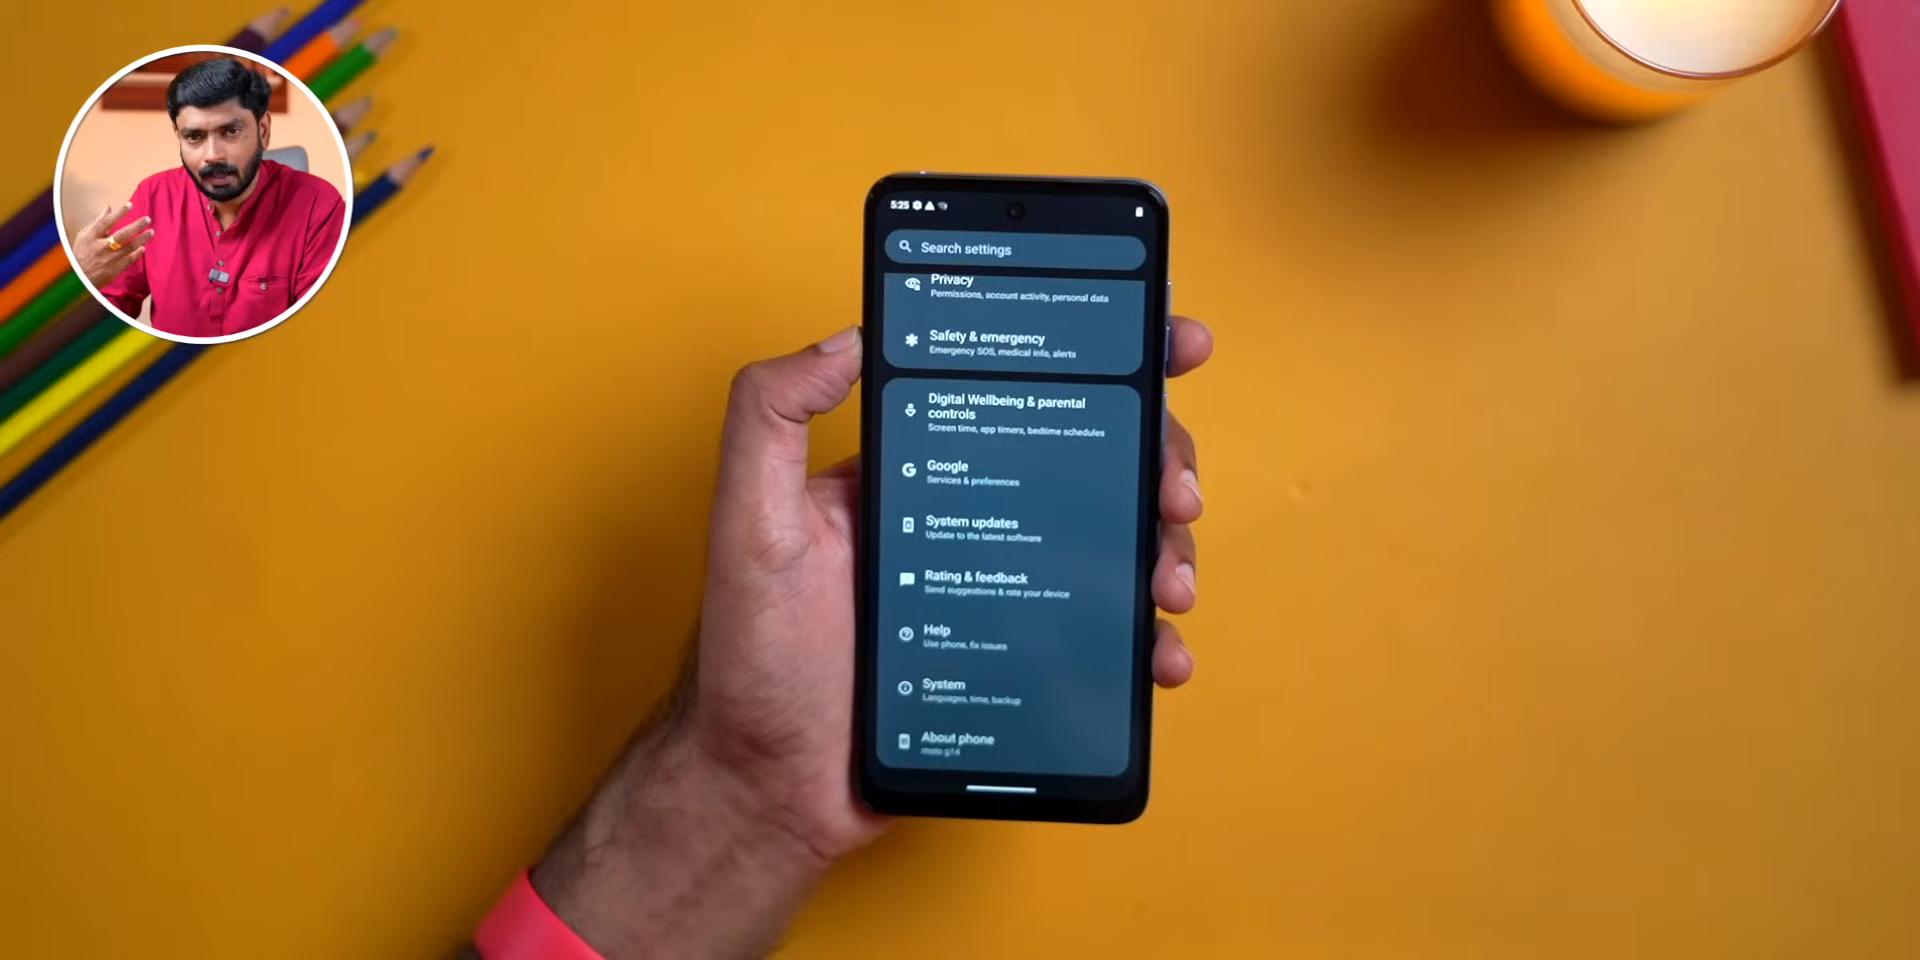 5:25
Search settings
Privacy
Permissions, account activity, personal data
Safety & emergency
Emergency SOS, medical info, alerts
Digital Wellbeing & parental
controls
Screen time, app timers, bedtime schedules
Google
Services & preferences
System updates
Update to the latest software
Rating & feedback
Send suggestions & rate your device
Help
Use phone, fix issues
System
Languages, time, backup
About phone
moto g14